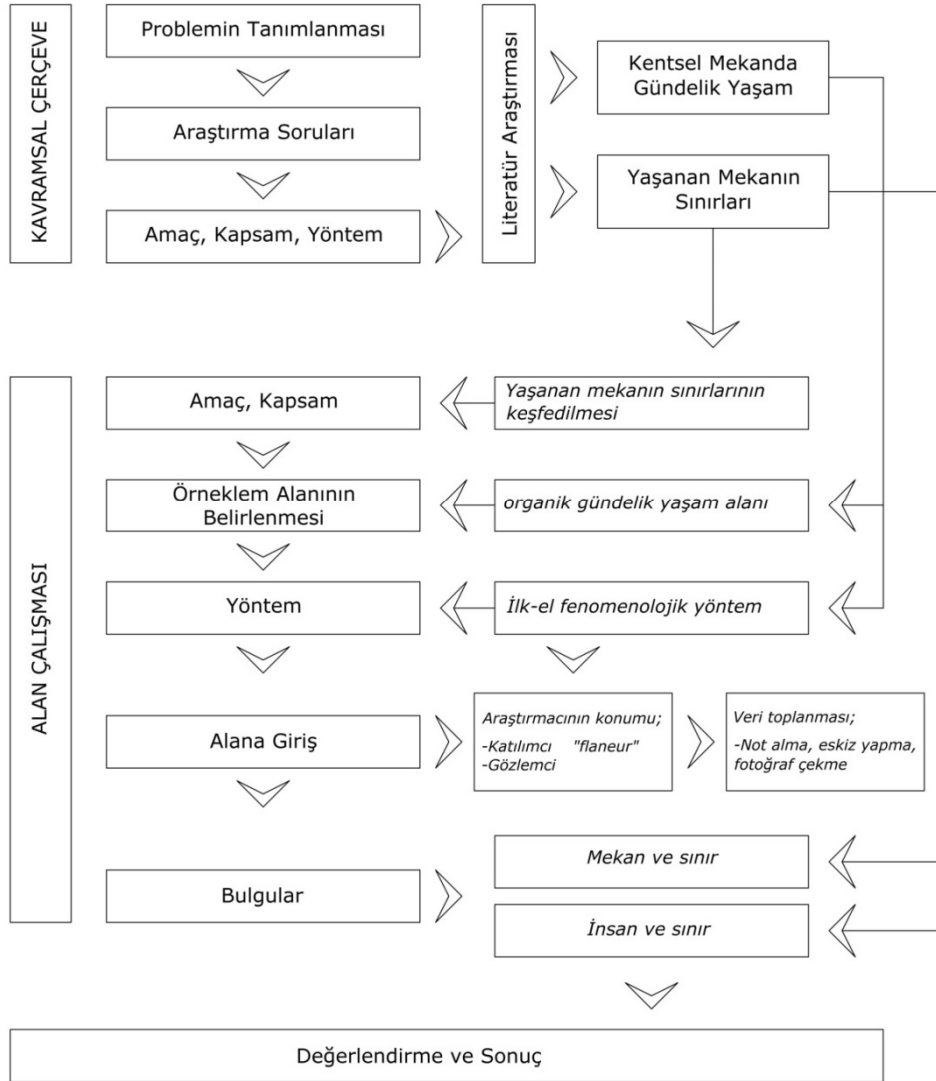 KAVRAMSAL ÇERÇEVE
Problemin Tanımlanması
Araştırma Soruları
Amaç, Kapsam, Yöntem
Literatür Araştırması
Kentsel Mekanda
Gündelik Yaşam
Yaşanan Mekanın
Sınırları
ALAN ÇALIŞMASI
Amaç, Kapsam
Yaşanan mekanın sınırlarının
keşfedilmesi
Örneklem Alanının
Belirlenmesi
organik gündelik yaşam alanı
Yöntem
İlk-el fenomenolojik yöntem
Alana Giriş
Araştırmacının konumu;
-Katılımcı "flaneur"
-Gözlemci
Veri toplanması;
-Not alma, eskiz yapma,
fotoğraf çekme
Bulgular
Mekan ve sınır
İnsan ve sınır
Değerlendirme ve Sonuç